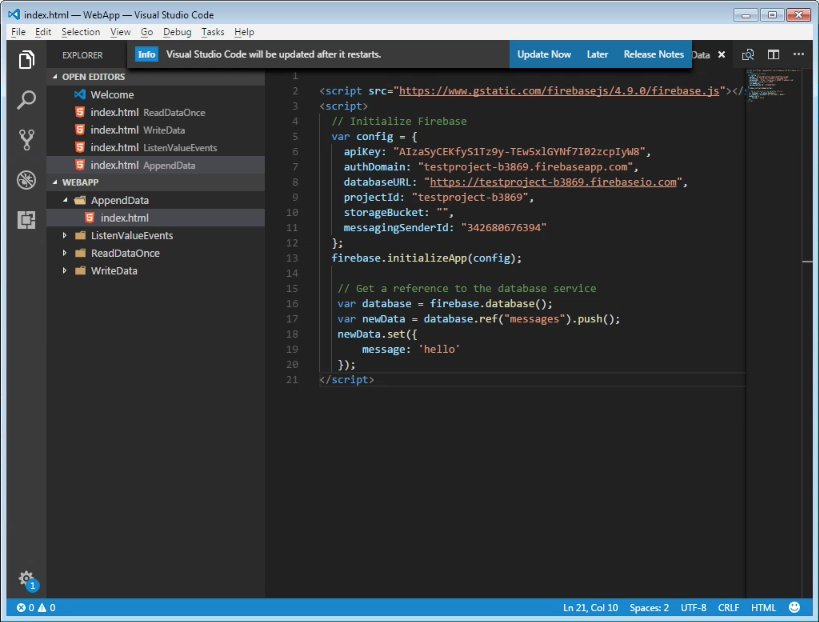 index.html — WebApp — Visual Studio Code
File Edit Selection View Go Debug Tasks Help
EXPLORER
Info Visual Studio Code will be updated after it restarts. Update Now Later Release Notes
Data
OPEN EDITORS
Welcome
index.html ReadDataOnce
index.html WriteData
index.html ListenValueEvents
index.html AppendData
WEBAPP
AppendData
index.html
ListenValueEvents
ReadDataOnce
WriteData
1
2 <script src="https://www.gstatic.com/firebasejs/4.9.0/firebase.js"></
3 <script>
4 // Initialize Firebase
5 var config = {
6 apiKey: "AIzaSyCEKfyS1Tz9y-TEw5xlGYNf7I02zcpIyW8",
7 authDomain: "testproject-b3869.firebaseapp.com",
8 databaseURL: "https://testproject-b3869.firebaseio.com",
9 projectId: "testproject-b3869",
10 storageBucket: "",
11 messagingSenderId: "342680676394"
12 };
13 firebase.initializeApp(config);
14
15 // Get a reference to the database service
16 var database = firebase.database();
17 var newData = database.ref("messages").push();
18 newData.set({
19 message: 'hello'
20 });
21 </script>
1
0 0 Ln 21, Col 10 Spaces: 2 UTF-8 CRLF HTML